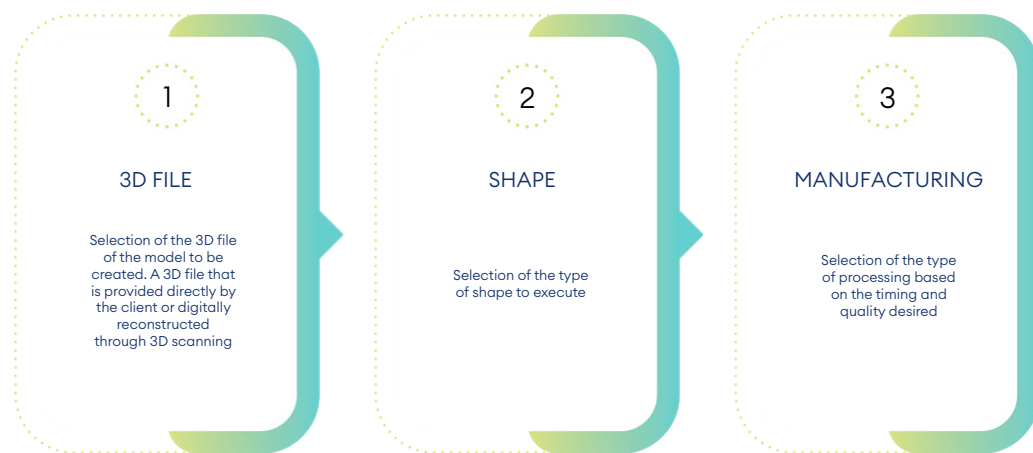 1
3D FILE
Selection of the 3D file
of the model to be
created. A 3D file that
is provided directly by
the client or digitally
reconstructed
through 3D scanning
2
SHAPE
Selection of the type
of shape to execute
3
MANUFACTURING
Selection of the type
of processing based
on the timing and
quality desired